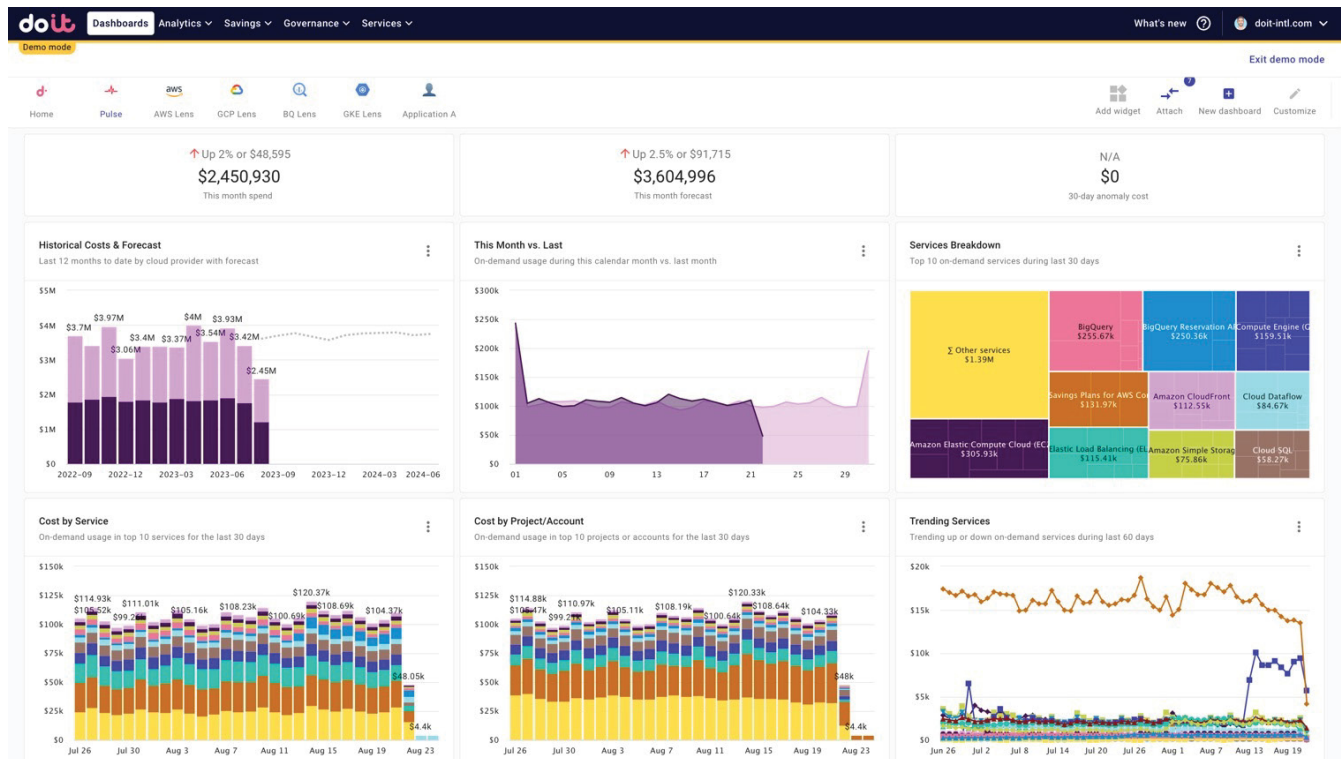 doit Dashboards Analytics Savings Governance Services What's new doit-intl.com
Demo mode
Exit demo mode
7
Home Pulse AWS Lens GCP Lens BQ Lens GKE Lens Application A Add widget Attach New dashboard Customize
Up 2% or $48,595
$2,450,930
This month spend
Up 2.5% or $91,715
$3,604,996
This month forecast
N/A
$0
30-day anomaly cost
Historical Costs & Forecast
Last 12 months to date by cloud provider with forecast
$5M
$4M
$3M
$2M
$1M
$0
$3.7M $3.97M $3.06M $3.4M $3.37M $4M $3.54M $3.93M $3.42M $2.45M
2022-09 2022-12 2023-03 2023-06 2023-09 2023-12 2024-03 2024-06
This Month vs. Last
On-demand usage during this calendar month vs. last month
$300k
$250k
$200k
$150k
$100k
$50k
$0
01 05 09 13 17 21 25 29
Services Breakdown
Top 10 on-demand services during last 30 days
Σ Other services
$1.39M
BigQuery
$255.67k
BigQuery Reservation AP
$250.36k
Compute Engine (G
$159.51k
Savings Plans for AWS Co
$131.97k
Amazon CloudFront
$112.55k
Cloud Dataflow
$84.67k
Amazon Elastic Compute Cloud (EC
$305.93k
Elastic Load Balancing (EL
$115.41k
Amazon Simple Storag
$75.86k
Cloud SQL
$58.27k
Cost by Service
On-demand usage in top 10 services for the last 30 days
$150k
$125k
$100k
$75k
$50k
$25k
$0
$114.93k $105.52k $111.01k $105.16k $108.23k $100.69k $120.37k $108.69k $104.37k $48.05k $4.4k
Jul 26 Jul 30 Aug 3 Aug 7 Aug 11 Aug 15 Aug 19 Aug 23
Cost by Project/Account
On-demand usage in top 10 projects or accounts for the last 30 days
$150k
$125k
$100k
$75k
$50k
$25k
$0
$114.88k $110.97k $105.11k $108.19k $100.64k $120.33k $108.64k $104.33k $48k $4.4k
Jul 26 Jul 30 Aug 3 Aug 7 Aug 11 Aug 15 Aug 19 Aug 23
Trending Services
Trending up or down on-demand services during last 60 days
$20k
$15k
$10k
$5k
$0
Jun 26 Jul 2 Jul 8 Jul 14 Jul 20 Jul 26 Aug 1 Aug 7 Aug 13 Aug 19